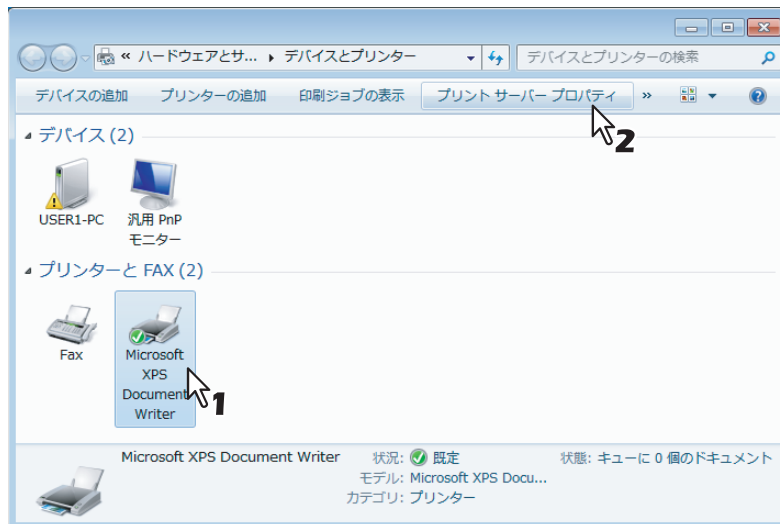 « ハードウェアとサ... ▸ デバイスとプリンター
デバイスとプリンターの検索
デバイスの追加 プリンターの追加 印刷ジョブの表示 プリント サーバー プロパティ »
2
デバイス (2)
USER1-PC
汎用 PnP
モニター
プリンターと FAX (2)
Fax
Microsoft
XPS
Document
Writer
1
Microsoft XPS Document Writer 状況: 既定 状態: キューに 0 個のドキュメント
モデル: Microsoft XPS Docu...
カテゴリ: プリンター